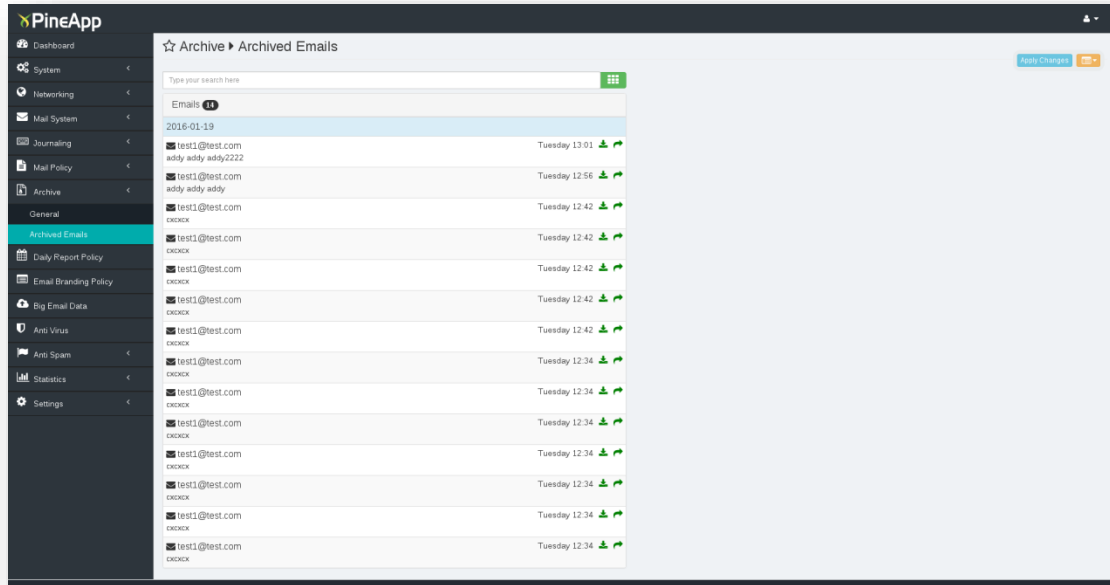 PineApp
Dashboard
System
Networking
Mail System
Journaling
Mail Policy
Archive
General
Archived Emails
Daily Report Policy
Email Branding Policy
Big Email Data
Anti Virus
Anti Spam
Statistics
Settings
Archive Archived Emails
Apply Changes
Type your search here
Emails 14
2016-01-19
test1@test.com Tuesday 13:01
addy addy addy2222
test1@test.com Tuesday 12:56
addy addy addy
test1@test.com Tuesday 12:42
cxcxcx
test1@test.com Tuesday 12:42
cxcxcx
test1@test.com Tuesday 12:42
cxcxcx
test1@test.com Tuesday 12:42
cxcxcx
test1@test.com Tuesday 12:42
cxcxcx
test1@test.com Tuesday 12:34
cxcxcx
test1@test.com Tuesday 12:34
cxcxcx
test1@test.com Tuesday 12:34
cxcxcx
test1@test.com Tuesday 12:34
cxcxcx
test1@test.com Tuesday 12:34
cxcxcx
test1@test.com Tuesday 12:34
cxcxcx
test1@test.com Tuesday 12:34
cxcxcx